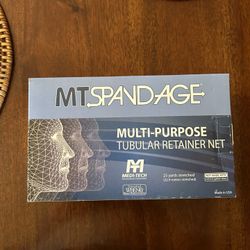 MT SPANDAGE
MULTI-PURPOSE
TUBULAR RETAINER NET
MEDI-TECH
25 yards stretched
Made in USA